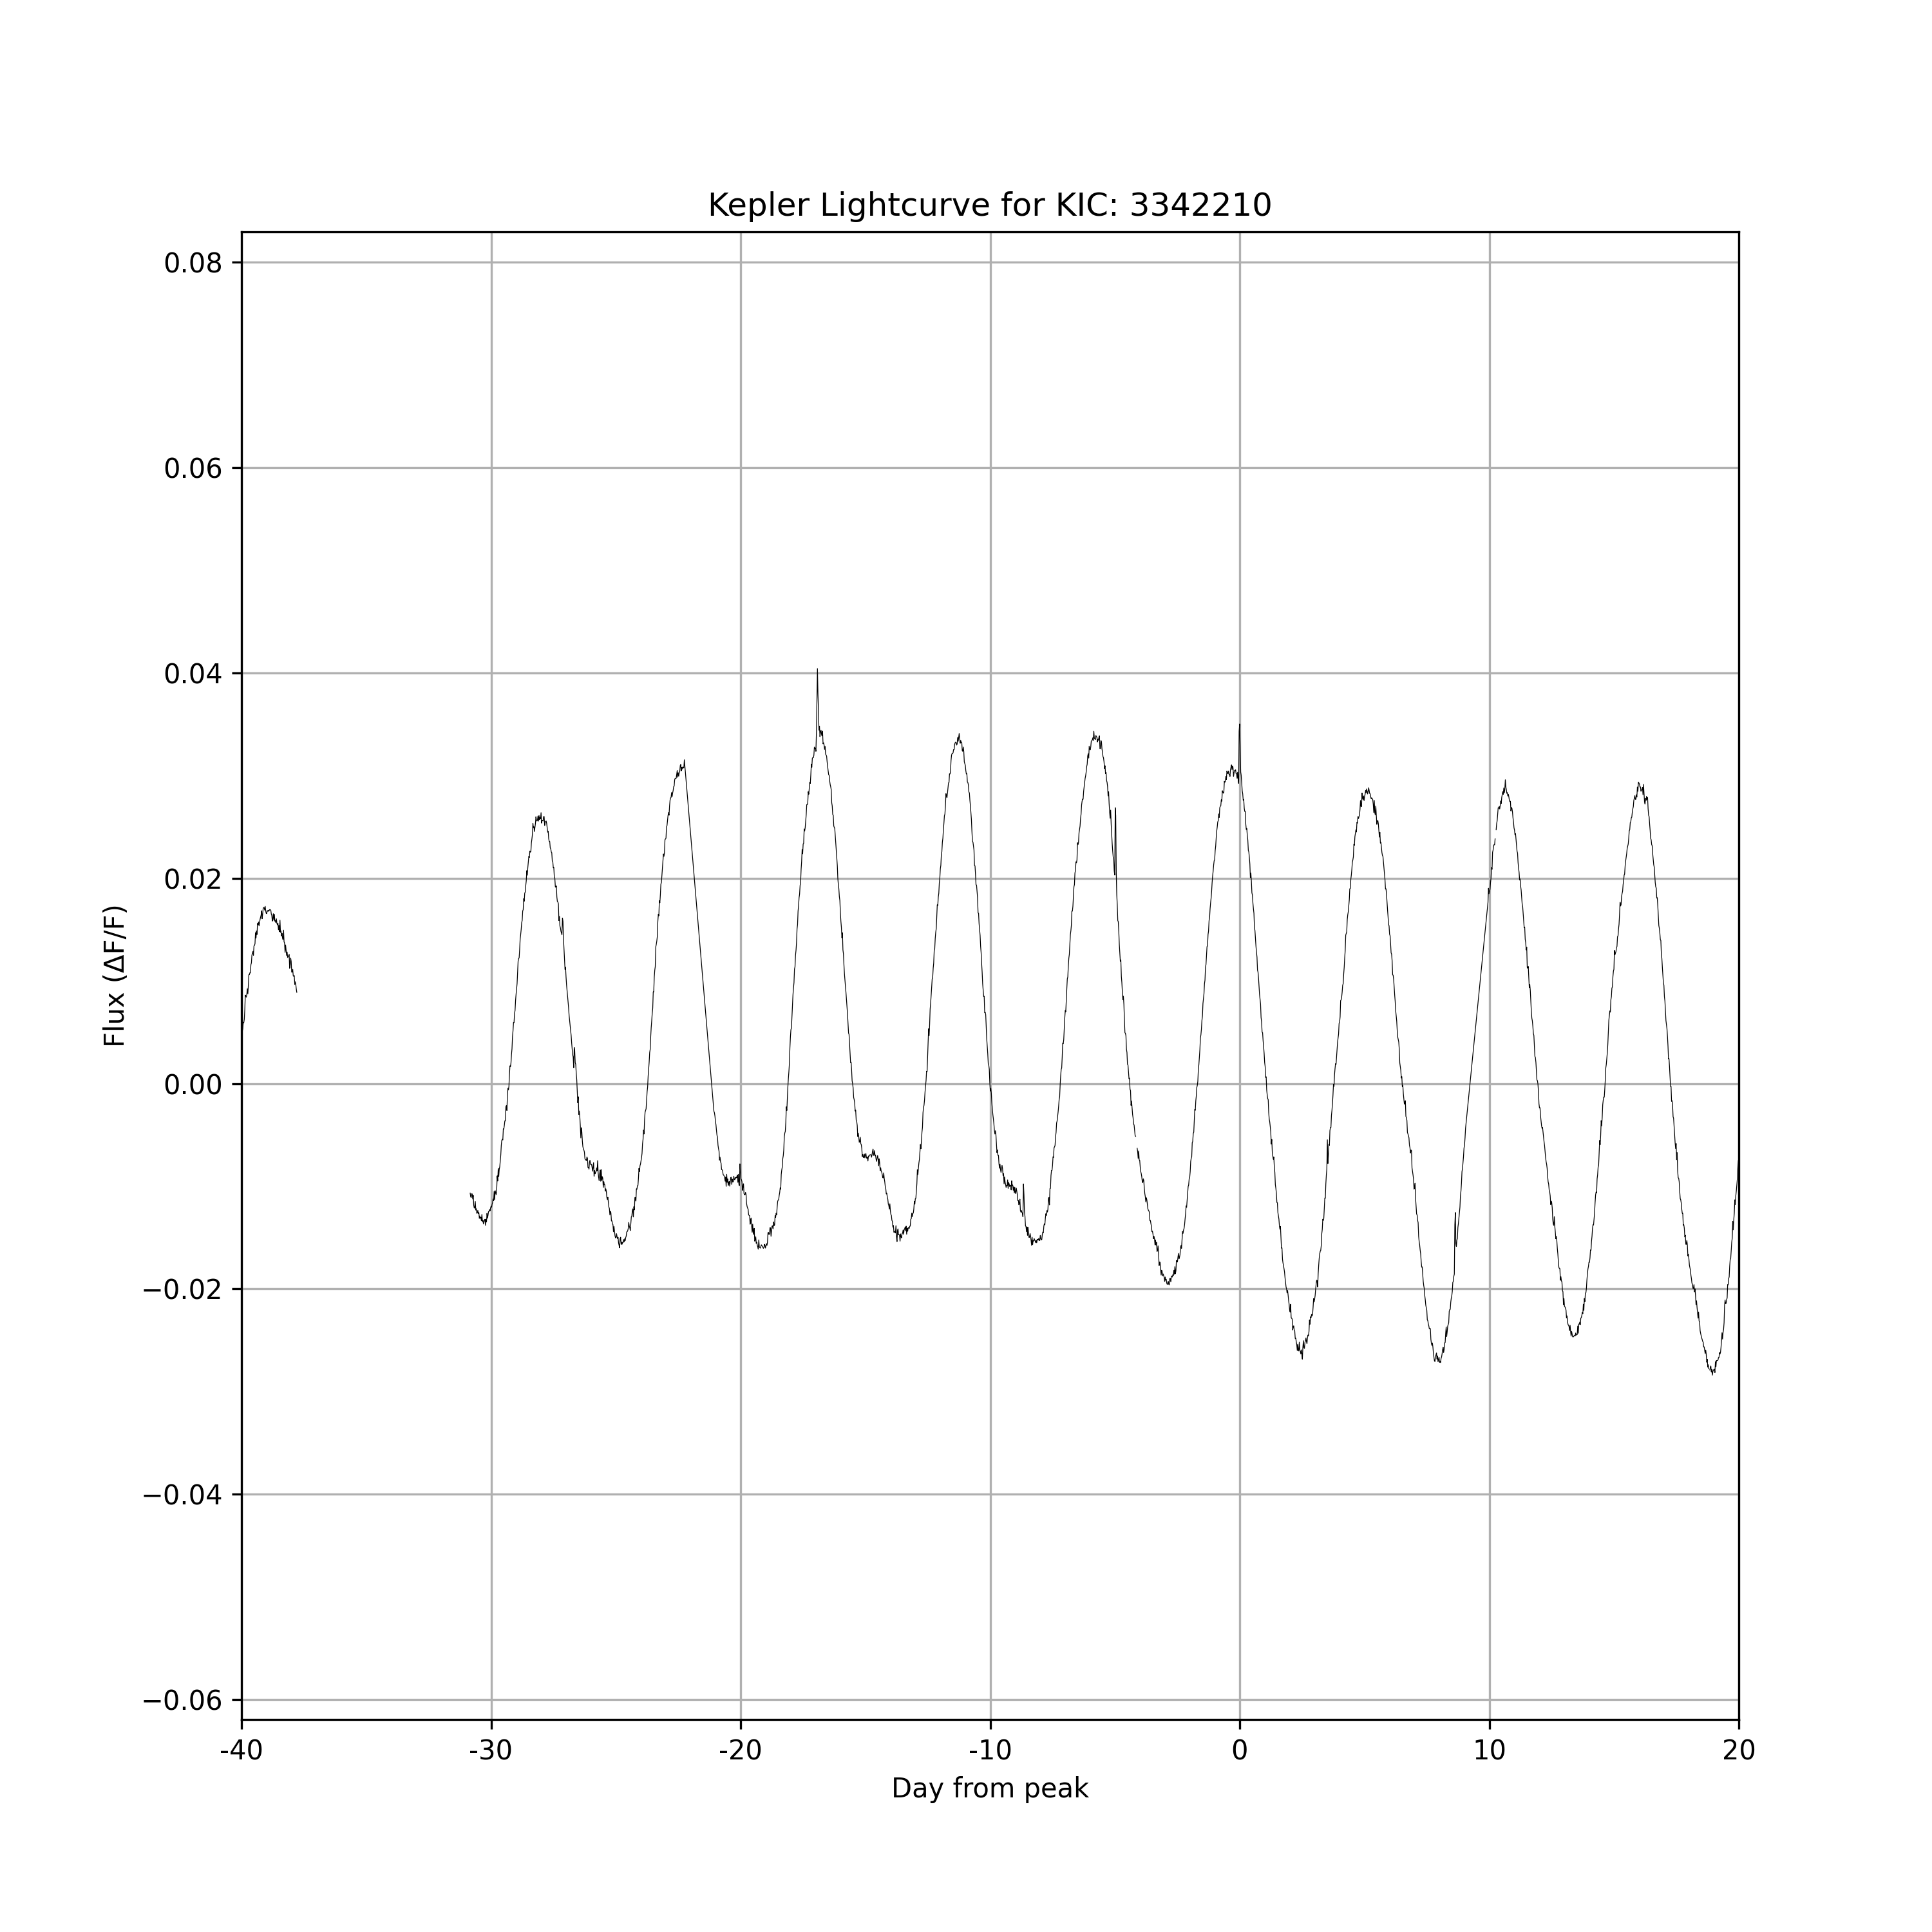 Kepler Lightcurve for KIC: 3342210
0.08
0.06
0.04
0.02
0.00
−0.02
−0.04
−0.06
Flux (ΔF/F)
-40 -30 -20 -10 0 10 20
Day from peak